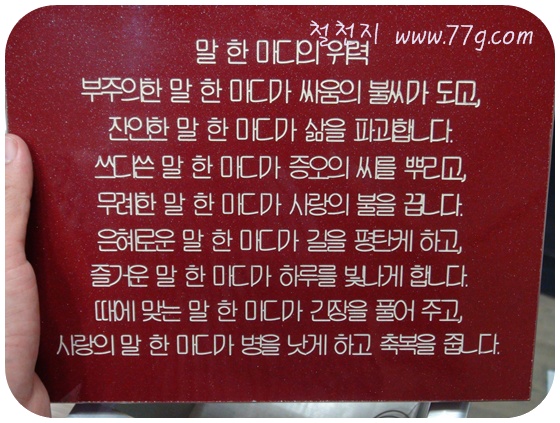 철천지 www.77g.com
말 한 마디의 위력
부주의한 말 한 마디가 싸움의 불씨가 되고,
잔인한 말 한 마디가 삶을 파괴합니다.
쓰디쓴 말 한 마디가 증오의 씨를 뿌리고,
무례한 말 한 마디가 사랑의 불을 끕니다.
은혜로운 말 한 마디가 길을 평탄케 하고,
즐거운 말 한 마디가 하루를 빛나게 합니다.
때에 맞는 말 한 마디가 긴장을 풀어 주고,
사랑의 말 한 마디가 병을 낫게 하고 축복을 줍니다.